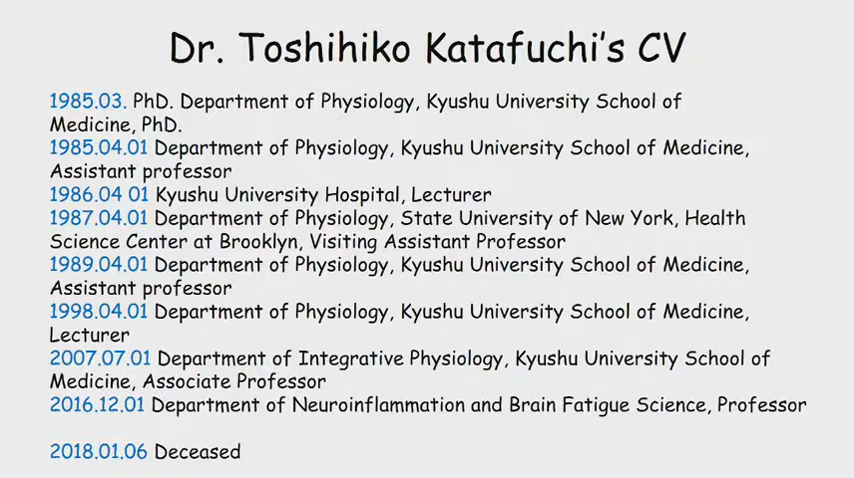 Dr. Toshihiko Katafuchi's CV
1985.03. PhD. Department of Physiology, Kyushu University School of
Medicine, PhD.
1985.04.01 Department of Physiology, Kyushu University School of Medicine,
Assistant professor
1986.04 01 Kyushu University Hospital, Lecturer
1987.04.01 Department of Physiology, State University of New York, Health
Science Center at Brooklyn, Visiting Assistant Professor
1989.04.01 Department of Physiology, Kyushu University School of Medicine,
Assistant professor
1998.04.01 Department of Physiology, Kyushu University School of Medicine,
Lecturer
2007.07.01 Department of Integrative Physiology, Kyushu University School of
Medicine, Associate Professor
2016.12.01 Department of Neuroinflammation and Brain Fatigue Science, Professor
2018.01.06 Deceased